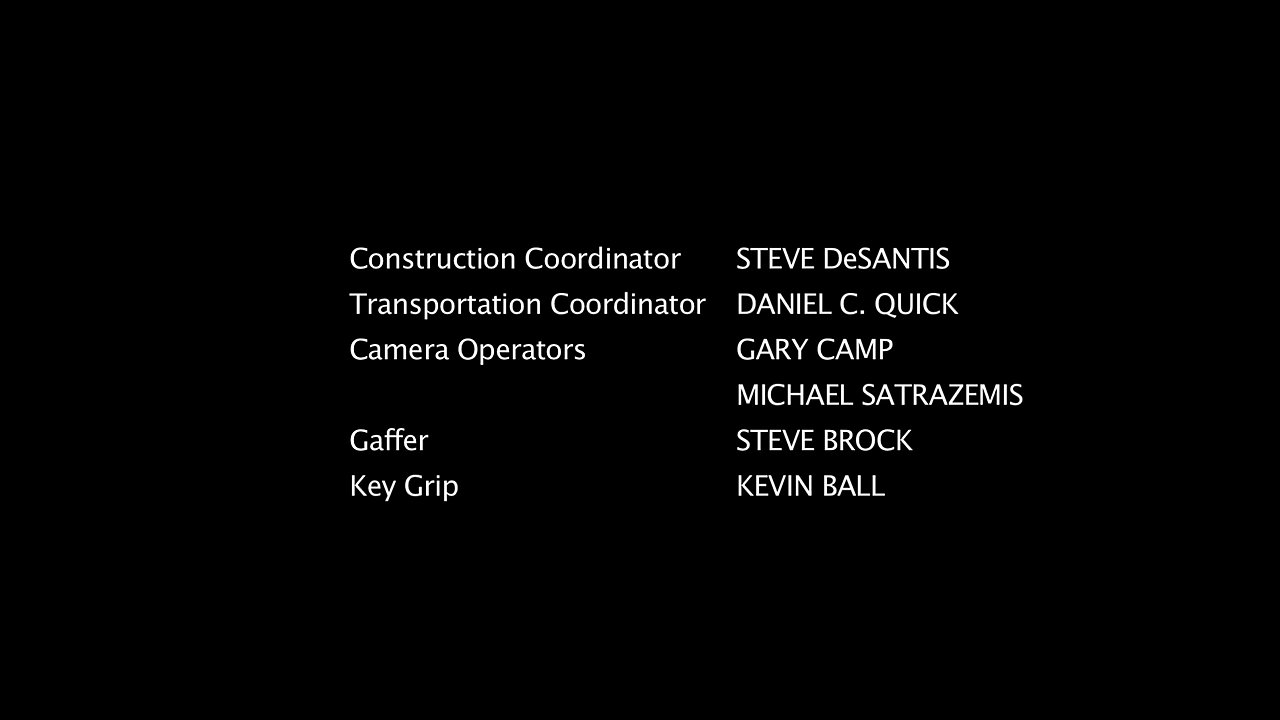 Construction Coordinator STEVE DeSANTIS
Transportation Coordinator DANIEL C. QUICK
Camera Operators GARY CAMP
MICHAEL SATRAZEMIS
Gaffer STEVE BROCK
Key Grip KEVIN BALL